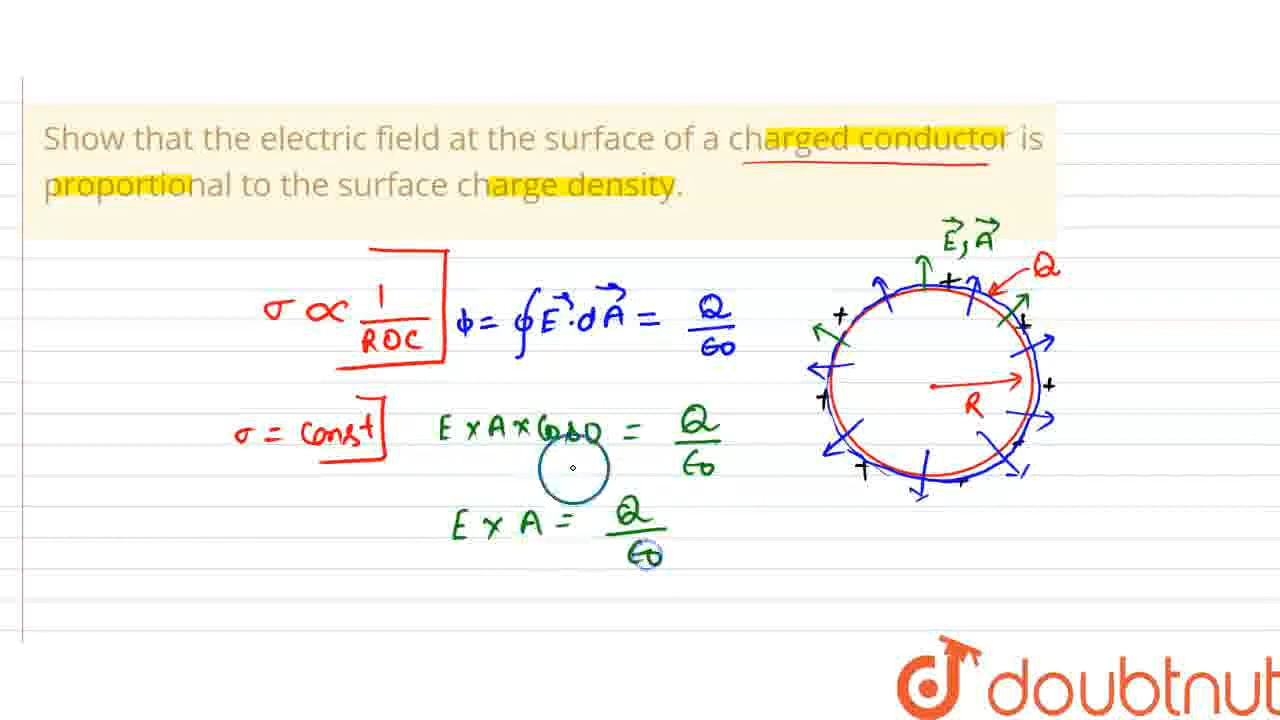 Show that the electric field at the surface of a charged conductor is
proportional to the surface charge density.
E⃗, A⃗
Q
σ ∝ 1/ROC
ϕ = ∮E⃗·dA⃗ = Q/ϵ0
+ + + + + + + +
R
σ = const
E × A × Cos0 = Q/ϵ0
E × A = Q/ϵ0
doubtnut